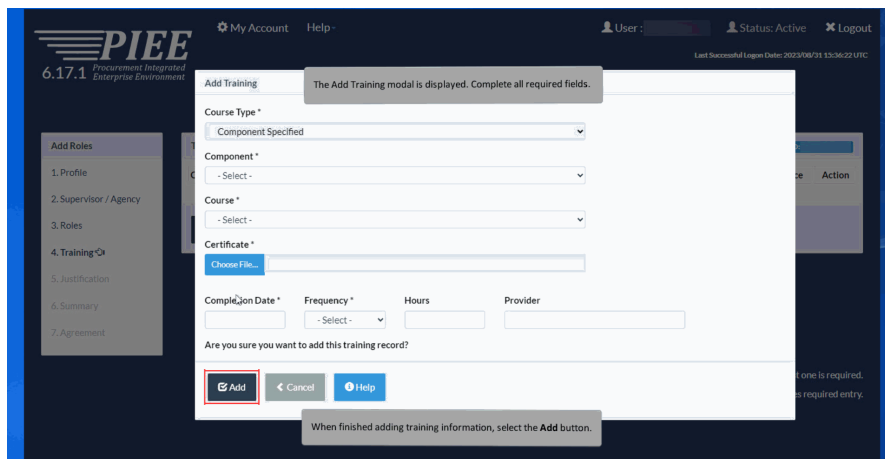 My Account Help
User : Status: Active Logout
PIEE
Last Successful Logon Date: 2023/08/31 13:36:22 UTC
6.17.1 Procurement Integrated
Enterprise Environment
Add Training
The Add Training modal is displayed. Complete all required fields.
Course Type *
Component Specified
Add Roles
Component *
1. Profile
- Select -
Action
2. Supervisor / Agency
Course *
3. Roles
- Select -
4. Training
Certificate *
Choose File...
5. Justification
6. Summary
Completion Date * Frequency * Hours Provider
- Select -
7. Agreement
Are you sure you want to add this training record?
t one is required.
Add Cancel Help
es required entry.
When finished adding training information, select the Add button.